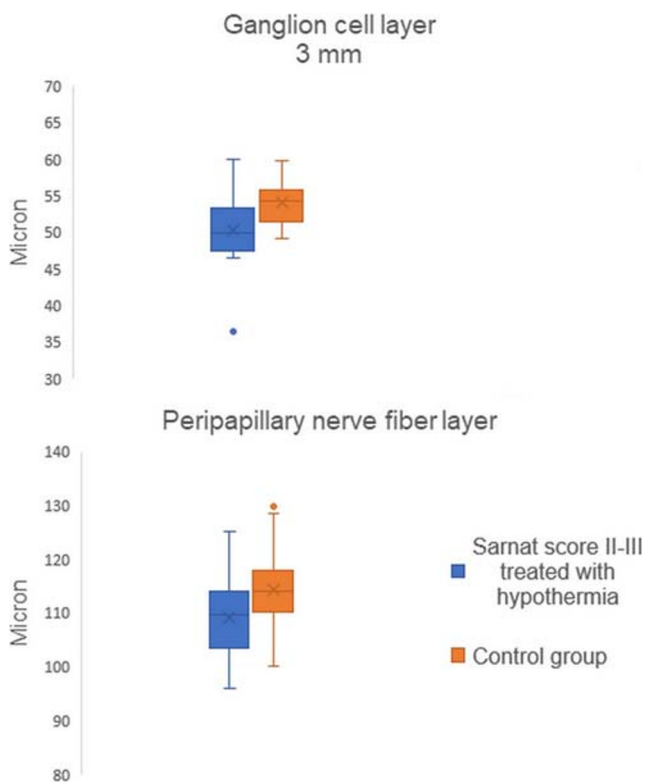 Ganglion cell layer
3 mm
70
65
60
55
50
45
40
35
30
Micron
Peripapillary nerve fiber layer
140
130
120
110
100
90
80
Micron
Sarnat score II-III
treated with
hypothermia
Control group